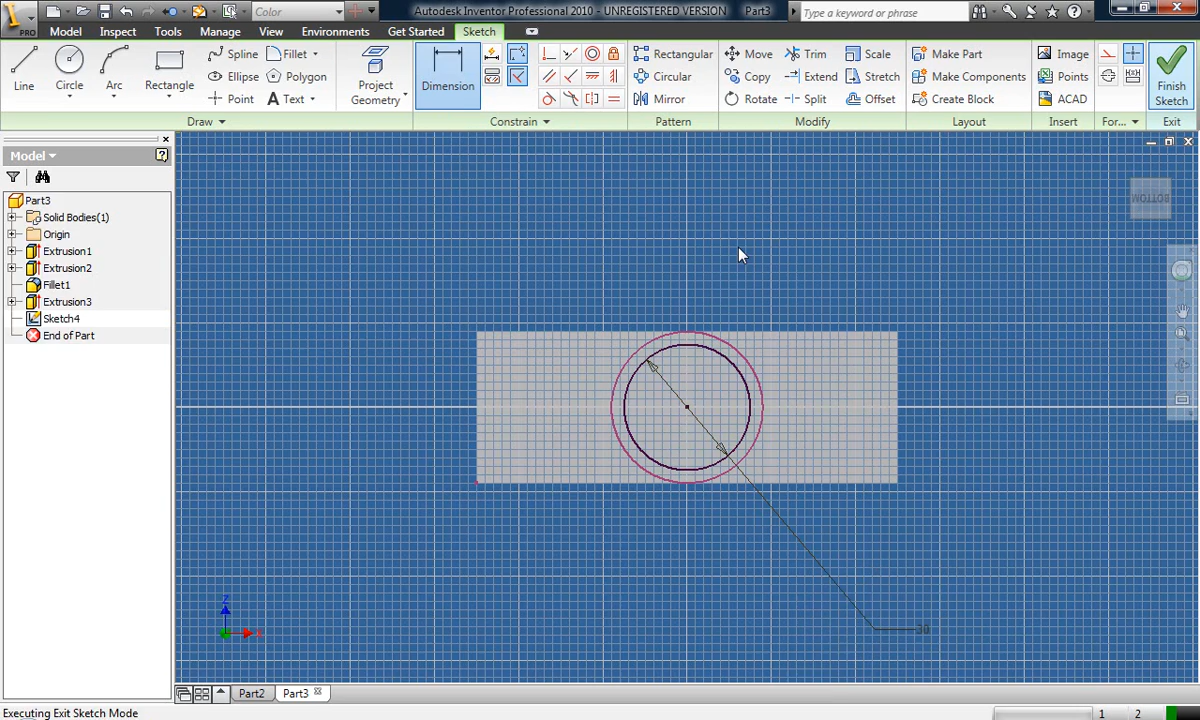 Color
Autodesk Inventor Professional 2010 - UNREGISTERED VERSION Part3
Type a keyword or phrase
PRO
Model Inspect Tools Manage View Environments Get Started Sketch
Line
Circle
Arc
Rectangle
Spline
Ellipse
Point
Fillet
Polygon
Text
Project
Geometry
Dimension
Rectangular
Circular
Mirror
Move
Copy
Rotate
Trim
Extend
Split
Scale
Stretch
Offset
Make Part
Make Components
Create Block
Image
Points
ACAD
Finish
Sketch
Draw
Constrain
Pattern
Modify
Layout
Insert
For...
Exit
Model
Part3
Solid Bodies(1)
Origin
Extrusion1
Extrusion2
Fillet1
Extrusion3
Sketch4
End of Part
BOTTOM
30
Z
X
Part2
Part3
Executing Exit Sketch Mode
1
2